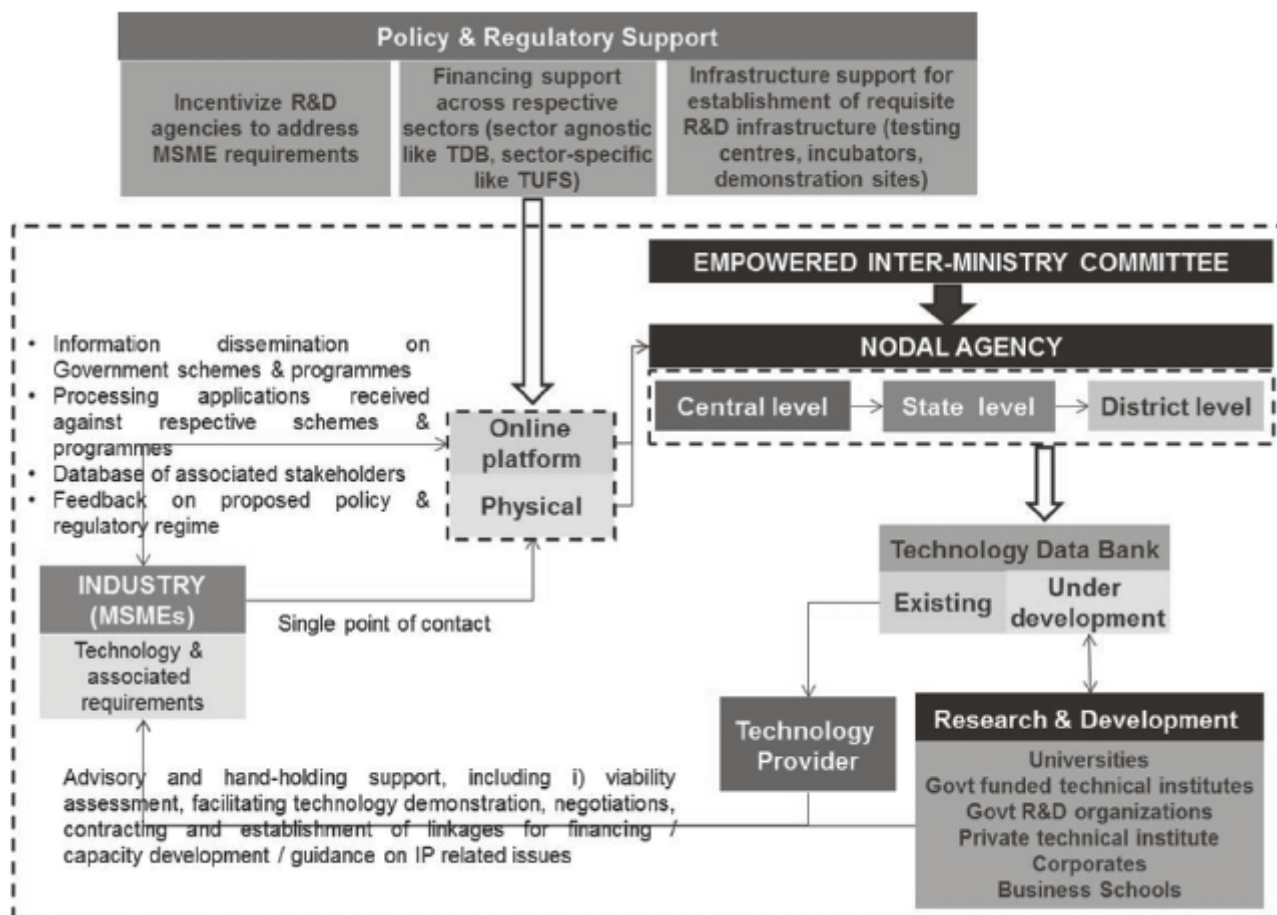 Policy & Regulatory Support
Incentivize R&D
agencies to address
MSME requirements
Financing support
across respective
sectors (sector agnostic
like TDB, sector-specific
like TUFS)
Infrastructure support for
establishment of requisite
R&D infrastructure (testing
centres, incubators,
demonstration sites)
EMPOWERED INTER-MINISTRY COMMITTEE
NODAL AGENCY
Central level
State level
District level
• Information dissemination on
Government schemes & programmes
• Processing applications received
against respective schemes &
programmes
• Database of associated stakeholders
• Feedback on proposed policy &
regulatory regime
Online
platform
Physical
Technology Data Bank
Existing
Under
development
INDUSTRY
(MSMEs)
Technology &
associated
requirements
Single point of contact
Technology
Provider
Research & Development
Universities
Govt funded technical institutes
Govt R&D organizations
Private technical institute
Corporates
Business Schools
Advisory and hand-holding support, including i) viability
assessment, facilitating technology demonstration, negotiations,
contracting and establishment of linkages for financing /
capacity development / guidance on IP related issues